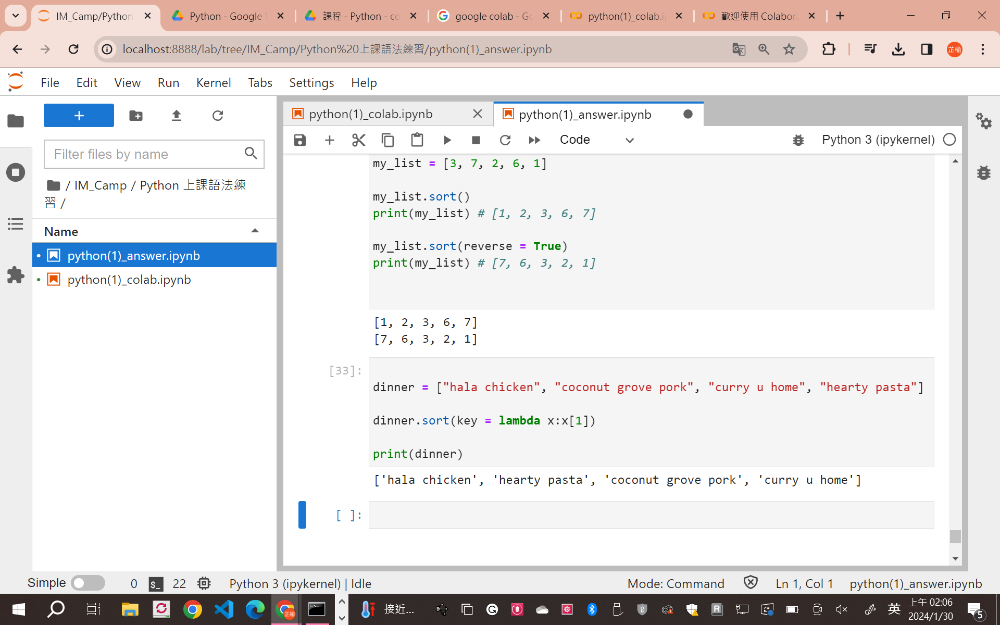 IM_Camp/Python
Python - Google
課程 - Python - co
google colab - Go
python(1)_colab.i
歡迎使用 Colabora
localhost:8888/lab/tree/IM_Camp/Python%20上課語法練習/python(1)_answer.ipynb
芷榆
File
Edit
View
Run
Kernel
Tabs
Settings
Help
Filter files by name
/ IM_Camp / Python 上課語法練
習 /
Name
python(1)_answer.ipynb
python(1)_colab.ipynb
python(1)_colab.ipynb
python(1)_answer.ipynb
Code
Python 3 (ipykernel)
my_list = [3, 7, 2, 6, 1]
my_list.sort()
print(my_list) # [1, 2, 3, 6, 7]
my_list.sort(reverse = True)
print(my_list) # [7, 6, 3, 2, 1]
[1, 2, 3, 6, 7]
[7, 6, 3, 2, 1]
[33]:
dinner = ["hala chicken", "coconut grove pork", "curry u home", "hearty pasta"]
dinner.sort(key = lambda x:x[1])
print(dinner)
['hala chicken', 'hearty pasta', 'coconut grove pork', 'curry u home']
[ ]:
Simple
0
$_
22
Python 3 (ipykernel) | Idle
Mode: Command
Ln 1, Col 1
python(1)_answer.ipynb
接近...
英
上午 02:06
2024/1/30
5